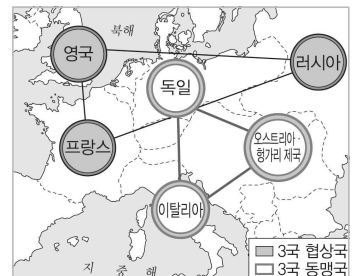 북해
영국
러시아
독일
프랑스
오스트리아·
헝가리 제국
이탈리아
지중해
3국 협상국
3국 동맹국